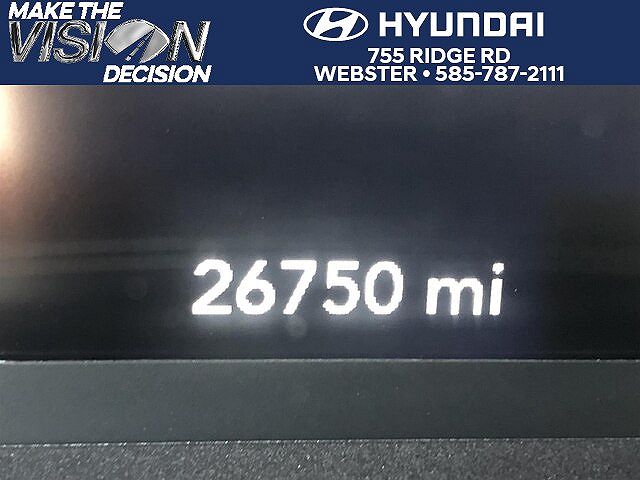 MAKE THE
VISION
DECISION
HYUNDAI
755 RIDGE RD
WEBSTER • 585-787-2111
26750 mi